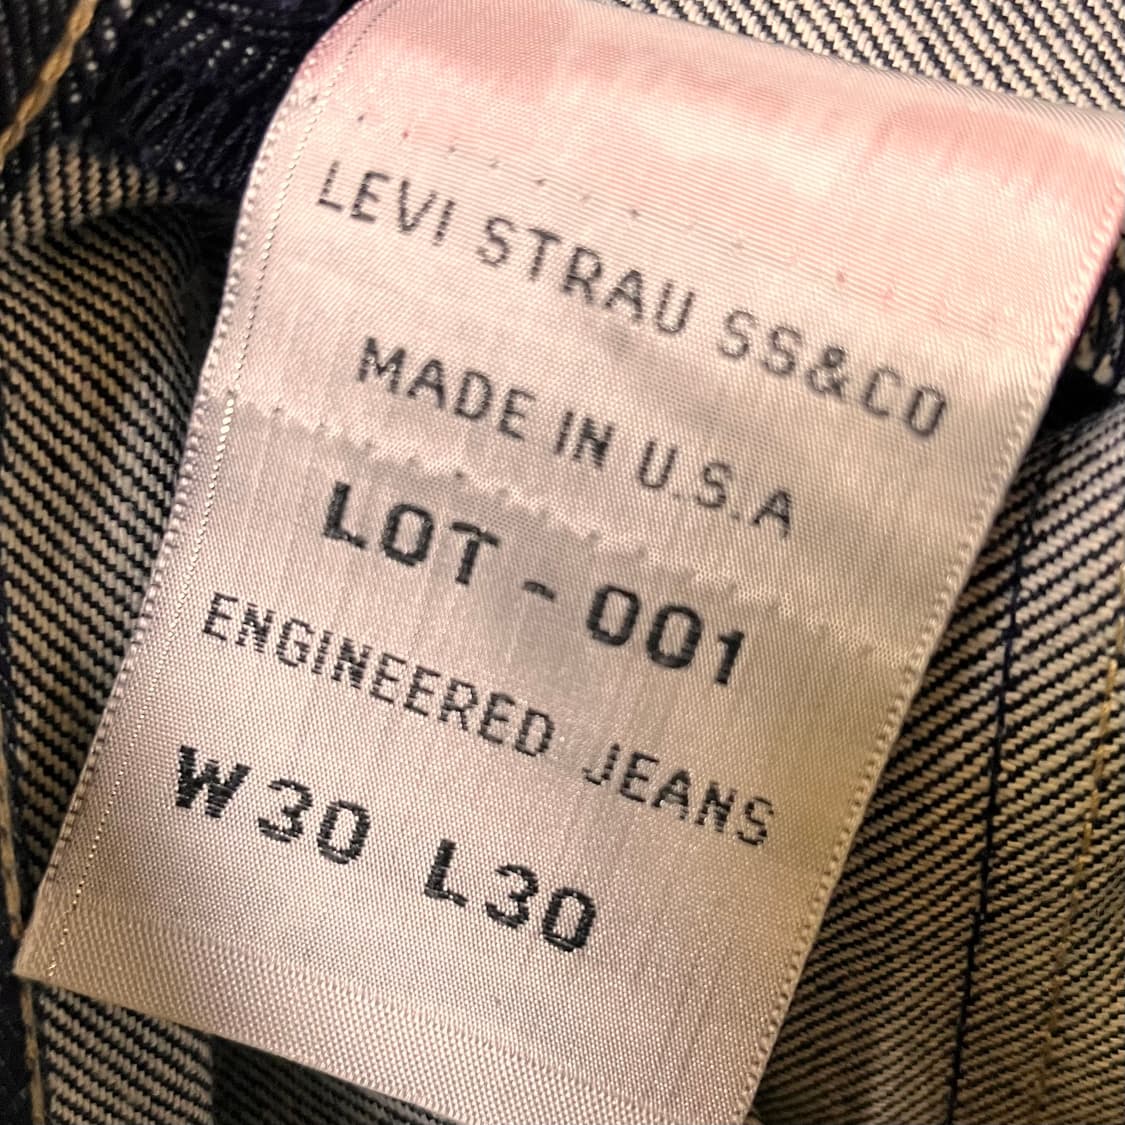 LEVI STRAU SS&CO
MADE IN U.S.A
LOT - 001
ENGINEERED JEANS
W30 L30